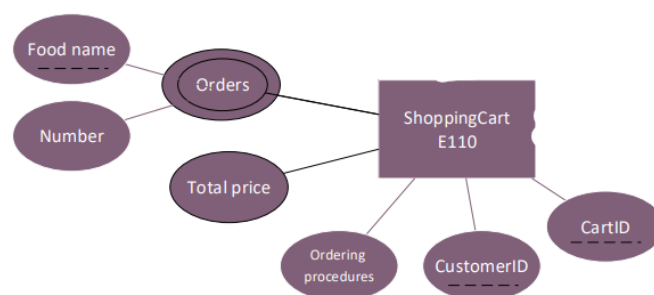 Food name
Orders
Number
ShoppingCart
E110
Total price
Ordering
procedures
CustomerID
CartID